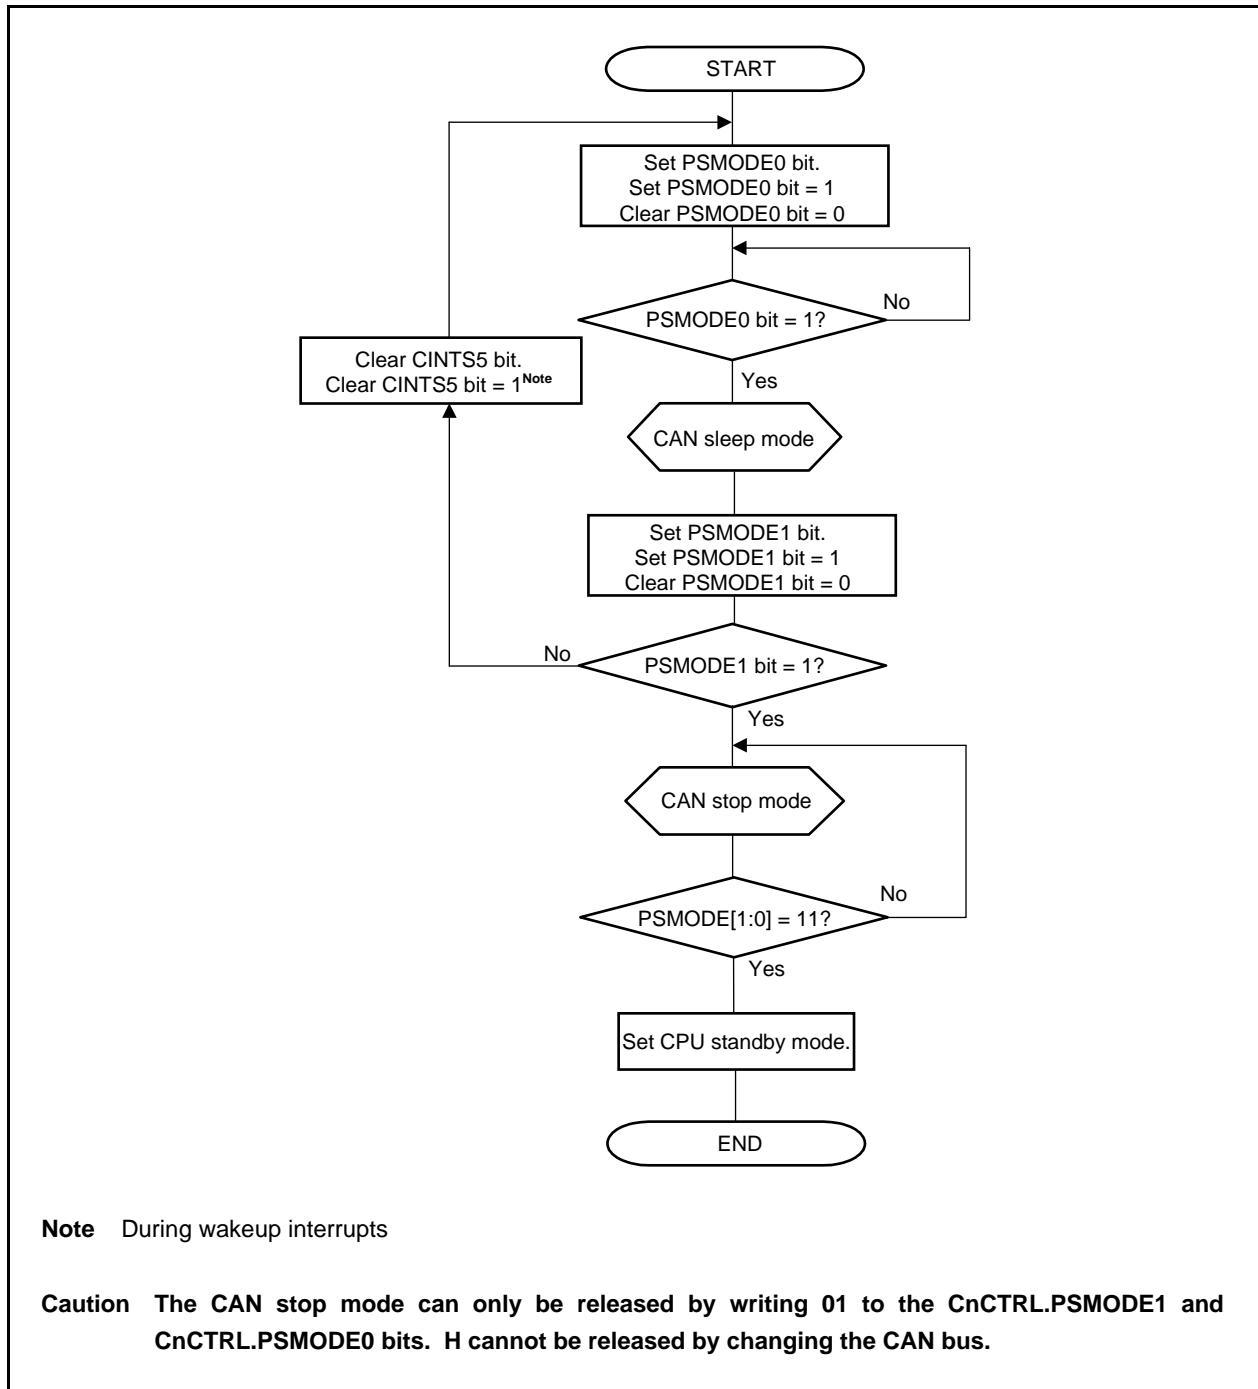 START
Set PSMODE0 bit.
Set PSMODE0 bit = 1
Clear PSMODE0 bit = 0
No
PSMODE0 bit = 1?
Clear CINTS5 bit.
Clear CINTS5 bit = 1Note
Yes
CAN sleep mode
Set PSMODE1 bit.
Set PSMODE1 bit = 1
Clear PSMODE1 bit = 0
No
PSMODE1 bit = 1?
Yes
CAN stop mode
No
PSMODE[1:0] = 11?
Yes
Set CPU standby mode.
END
Note During wakeup interrupts
Caution The CAN stop mode can only be released by writing 01 to the CnCTRL.PSMODE1 and
CnCTRL.PSMODE0 bits. H cannot be released by changing the CAN bus.